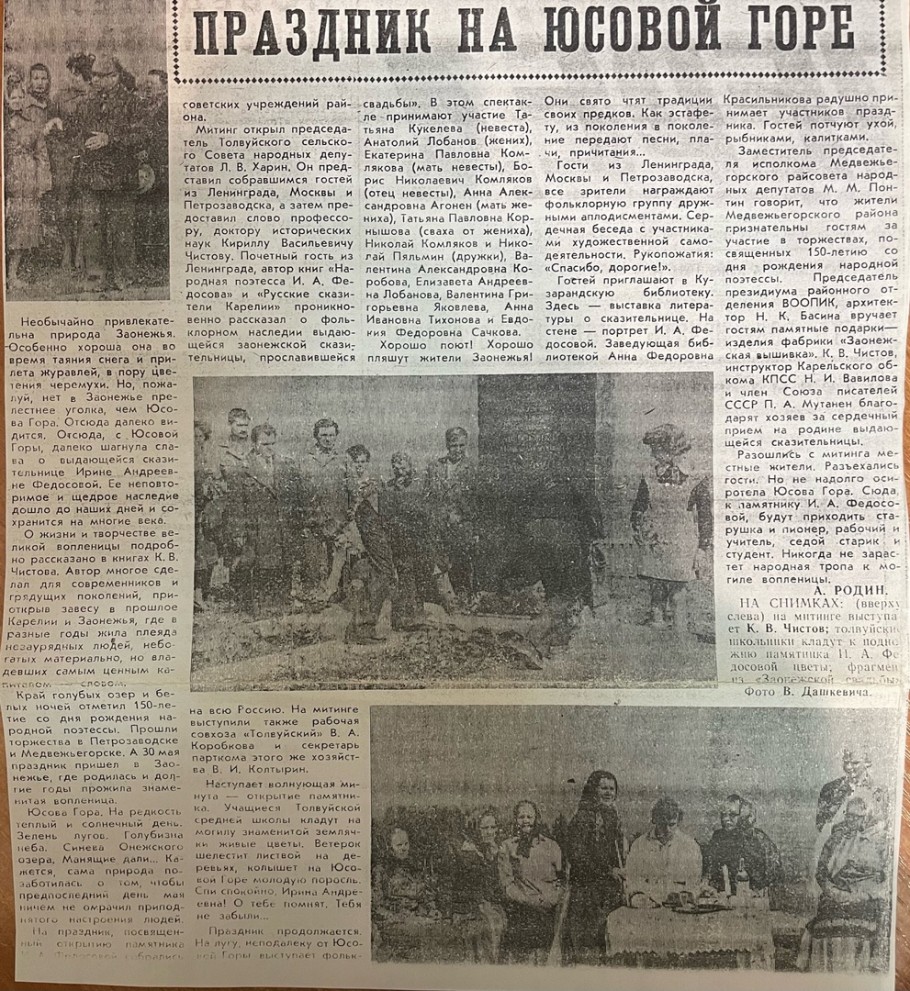 ПРАЗДНИК НА ЮСОВОЙ ГОРЕ
Необычайно привлекатель-
льна природа Заонежья.
Особенно хороша она во
время таяния снега и при-
лета журавлей, в пору цве-
тения черемухи. Но, пожа-
луй, нет в Заонежье пре-
лестнее уголка, чем Юсо-
ва Гора. Отсюда далеко ви-
дится. Отсюда, с Юсовой
Горы, далеко шагнула сла-
ва о выдающейся скази-
тельнице Ирине Андреев-
не Федосовой. Ее неповто-
римое и щедрое наследие
дошло до наших дней и со-
хранится на многие века.
О жизни и творчестве ве-
ликой вопленицы подроб-
но рассказано в книгах К. В.
Чистова. Автор многое сде-
лал для современников и
грядущих поколений, при-
открыв завесу в прошлое
Карелии и Заонежья, где в
разные годы жила плеяда
незаурядных людей, небо-
гатых материально, но вла-
девших самым ценным ка-
питалом — словом.
Край голубых озер и бе-
лых ночей отметил 150-ле-
тие со дня рождения на-
родной поэтессы. Прошли
торжества в Петрозаводске
и Медвежьегорске. А 30 мая
праздник пришел в Зао-
нежье, где родилась и дол-
гие годы прожила знаме-
нитая вопленица.
Юсова Гора. На редкость
теплый и солнечный день.
Зелень лугов. Голубизна
неба. Синева Онежского
озера. Манящие дали... Ка-
жется, сама природа по-
заботилась о том, чтобы
предпоследний день мая
ничем не омрачил припод-
нятого настроения людей.
На праздник, посвящен-
ный открытию памятника
И. А. Федосовой собрались
советских учреждений рай-
она.
Митинг открыл председа-
тель Толвуйского сельско-
го Совета народных депу-
татов Л. В. Харин. Он пред-
ставил собравшимся гостей
из Ленинграда, Москвы и
Петрозаводска, а затем пре-
доставил слово профессо-
ру, доктору исторических
наук Кириллу Васильевичу
Чистову. Почетный гость из
Ленинграда, автор книг «На-
родная поэтесса И. А. Фе-
досова» и «Русские скази-
тели Карелии» проникно-
венно рассказал о фоль-
клорном наследии выдаю-
щейся заонежской скази-
тельницы, прославившейся
на всю Россию. На митинге
выступили также рабочая
совхоза «Толвуйский» В. А.
Коробкова и секретарь
парткома этого же хозяйст-
ва В. И. Колтырин.
Наступает волнующая ми-
нута — открытие памятни-
ка. Учащиеся Толвуйской
средней школы кладут на
могилу знаменитой землячк-
и живые цветы. Ветерок
шелестит листвой на де-
ревьях, колышет на Юсо-
вой Горе молодую поросль.
Спи спокойно, Ирина Андре-
евна! О тебе помнят. Тебя
не забыли...
Праздник продолжается.
На лугу, неподалеку от Юсо-
вой Горы выступает фольк-
свадьбы». В этом спектак-
ле принимают участие Та-
тьяна Кукелева (невеста),
Анатолий Лобанов (жених),
Екатерина Павловна Ком-
лякова (мать невесты), Бо-
рис Николаевич Комляков
(отец невесты), Анна Алек-
сандровна Агонен (мать же-
ниха), Татьяна Павловна Кор-
нышова (сваха от жениха),
Николай Комляков и Нико-
лай Пяльмин (дружки), Ва-
лентина Александровна Ко-
робова, Елизавета Андреев-
на Лобанова, Валентина Гри-
горьевна Яковлева, Анна
Ивановна Тихонова и Евдо-
кия Федоровна Сачкова.
Хорошо поют! Хорошо
пляшут жители Заонежья!
Они свято чтят традиции
своих предков. Как эстафе-
ту, из поколения в поколе-
ние передают песни, пла-
чи, причитания...
Гости из Ленинграда,
Москвы и Петрозаводска,
все зрители награждают
фольклорную группу друж-
ными аплодисментами. Сер-
дечная беседа с участника-
ми художественной само-
деятельности. Рукопожатия:
«Спасибо, дорогие!».
Гостей приглашают в Ку-
зарандскую библиотеку.
Здесь — выставка литера-
туры о сказительнице. На
стене — портрет И. А. Фе-
досовой. Заведующая биб-
лиотекой Анна Федоровна
Красильникова радушно при-
нимает участников празд-
ника. Гостей потчуют ухой,
рыбниками, калитками.
Заместитель председате-
ля исполкома Медвежье-
горского райсовета народ-
ных депутатов М. М. Пон-
тин говорит, что жители
Медвежьегорского района
признательны гостям за
участие в торжествах, по-
священных 150-летию со
дня рождения народной
поэтессы. Председатель
президиума районного от-
деления ВООПИК, архитек-
тор Н. К. Басина вручает
гостям памятные подарки—
изделия фабрики «Заонеж-
ская вышивка». К. В. Чистов,
инструктор Карельского об-
кома КПСС Н. И. Вавилова
и член Союза писателей
СССР П. А. Мутанен благо-
дарят хозяев за сердечный
прием на родине выдаю-
щейся сказительницы.
Разошлись с митинга ме-
стные жители. Разъехались
гости. Но не надолго оси-
ротела Юсова Гора. Сюда,
к памятнику И. А. Федосо-
вой, будут приходить ста-
рушка и пионер, рабочий и
учитель, седой старик и
студент. Никогда не зарас-
тет народная тропа к мо-
гиле вопленицы.
А. РОДИН.
НА СНИМКАХ: (вверху
слева) на митинге выступа-
ет К. В. Чистов; толвуйские
школьники кладут к подно-
жию памятника И. А. Фе-
досовой цветы; фрагмент
из «Заонежской свадьбы»
Фото В. Дашкевича.